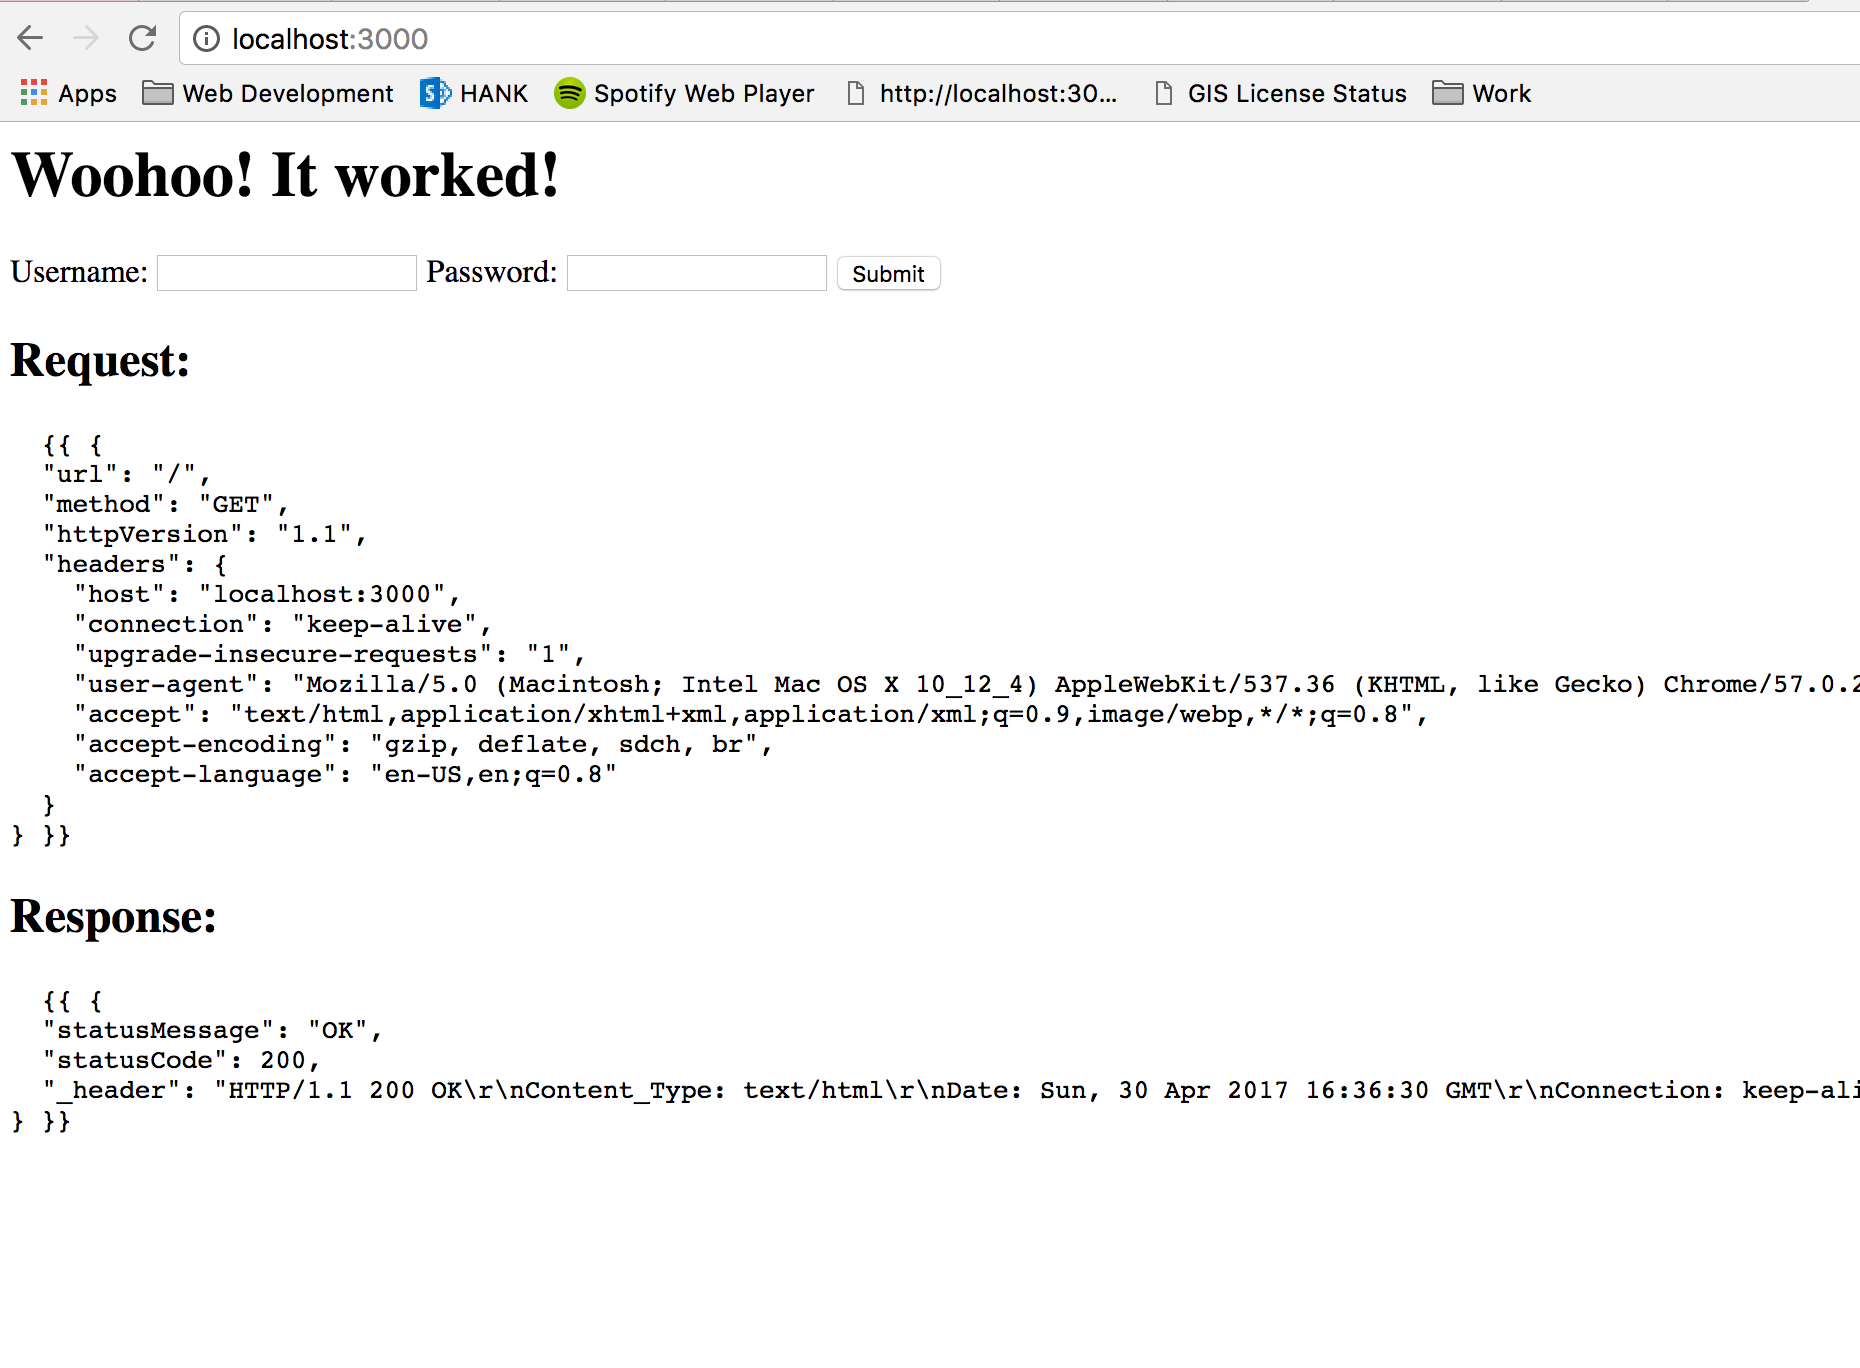 localhost:3000
Apps Web Development HANK Spotify Web Player http://localhost:30... GIS License Status Work
Woohoo! It worked!
Username: Password: Submit
Request:
{{ {
"url": "/",
"method": "GET",
"httpVersion": "1.1",
"headers": {
"host": "localhost:3000",
"connection": "keep-alive",
"upgrade-insecure-requests": "1",
"user-agent": "Mozilla/5.0 (Macintosh; Intel Mac OS X 10_12_4) AppleWebKit/537.36 (KHTML, like Gecko) Chrome/57.0.2
"accept": "text/html,application/xhtml+xml,application/xml;q=0.9,image/webp,*/*;q=0.8",
"accept-encoding": "gzip, deflate, sdch, br",
"accept-language": "en-US,en;q=0.8"
}
} }}
Response:
{{ {
"statusMessage": "OK",
"statusCode": 200,
"_header": "HTTP/1.1 200 OK\r\nContent_Type: text/html\r\nDate: Sun, 30 Apr 2017 16:36:30 GMT\r\nConnection: keep-ali
} }}